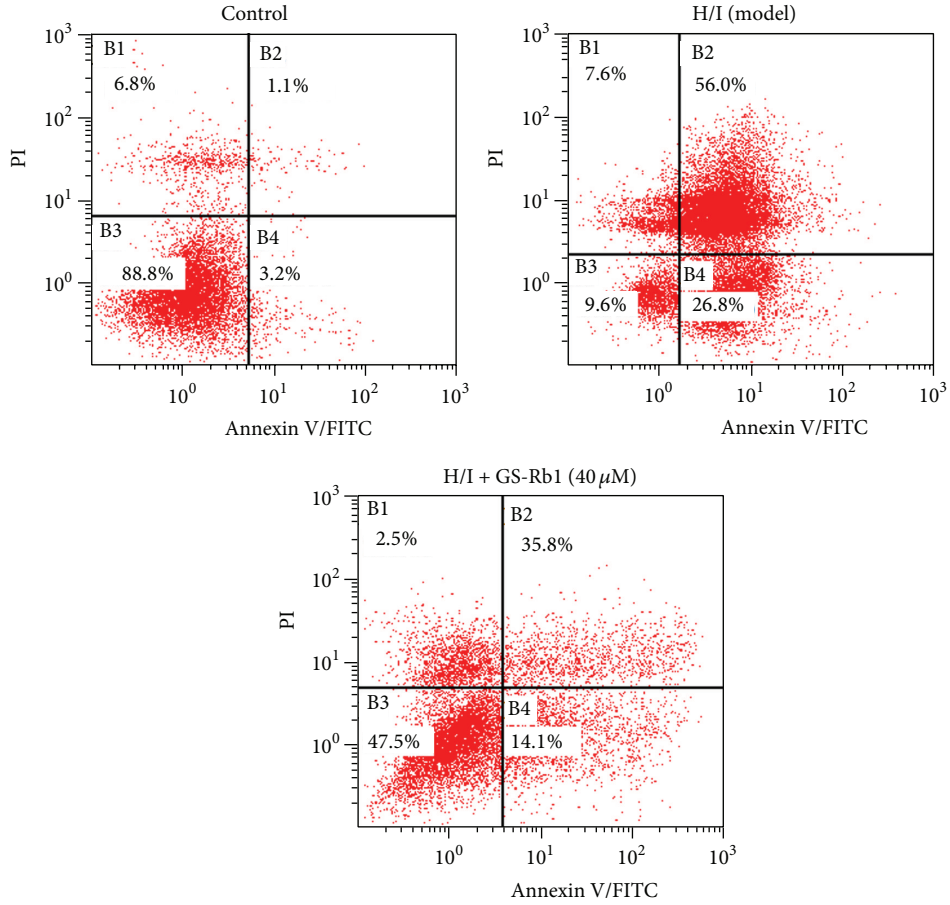 Control
10³
10²
10¹
10⁰
PI
B1
6.8%
B2
1.1%
B3
88.8%
B4
3.2%
10⁰
10¹
10²
10³
Annexin V/FITC
H/I (model)
10³
10²
10¹
10⁰
PI
B1
7.6%
B2
56.0%
B3
9.6%
B4
26.8%
10⁰
10¹
10²
10³
Annexin V/FITC
H/I + GS-Rb1 (40 μM)
10³
10²
10¹
10⁰
PI
B1
2.5%
B2
35.8%
B3
47.5%
B4
14.1%
10⁰
10¹
10²
10³
Annexin V/FITC